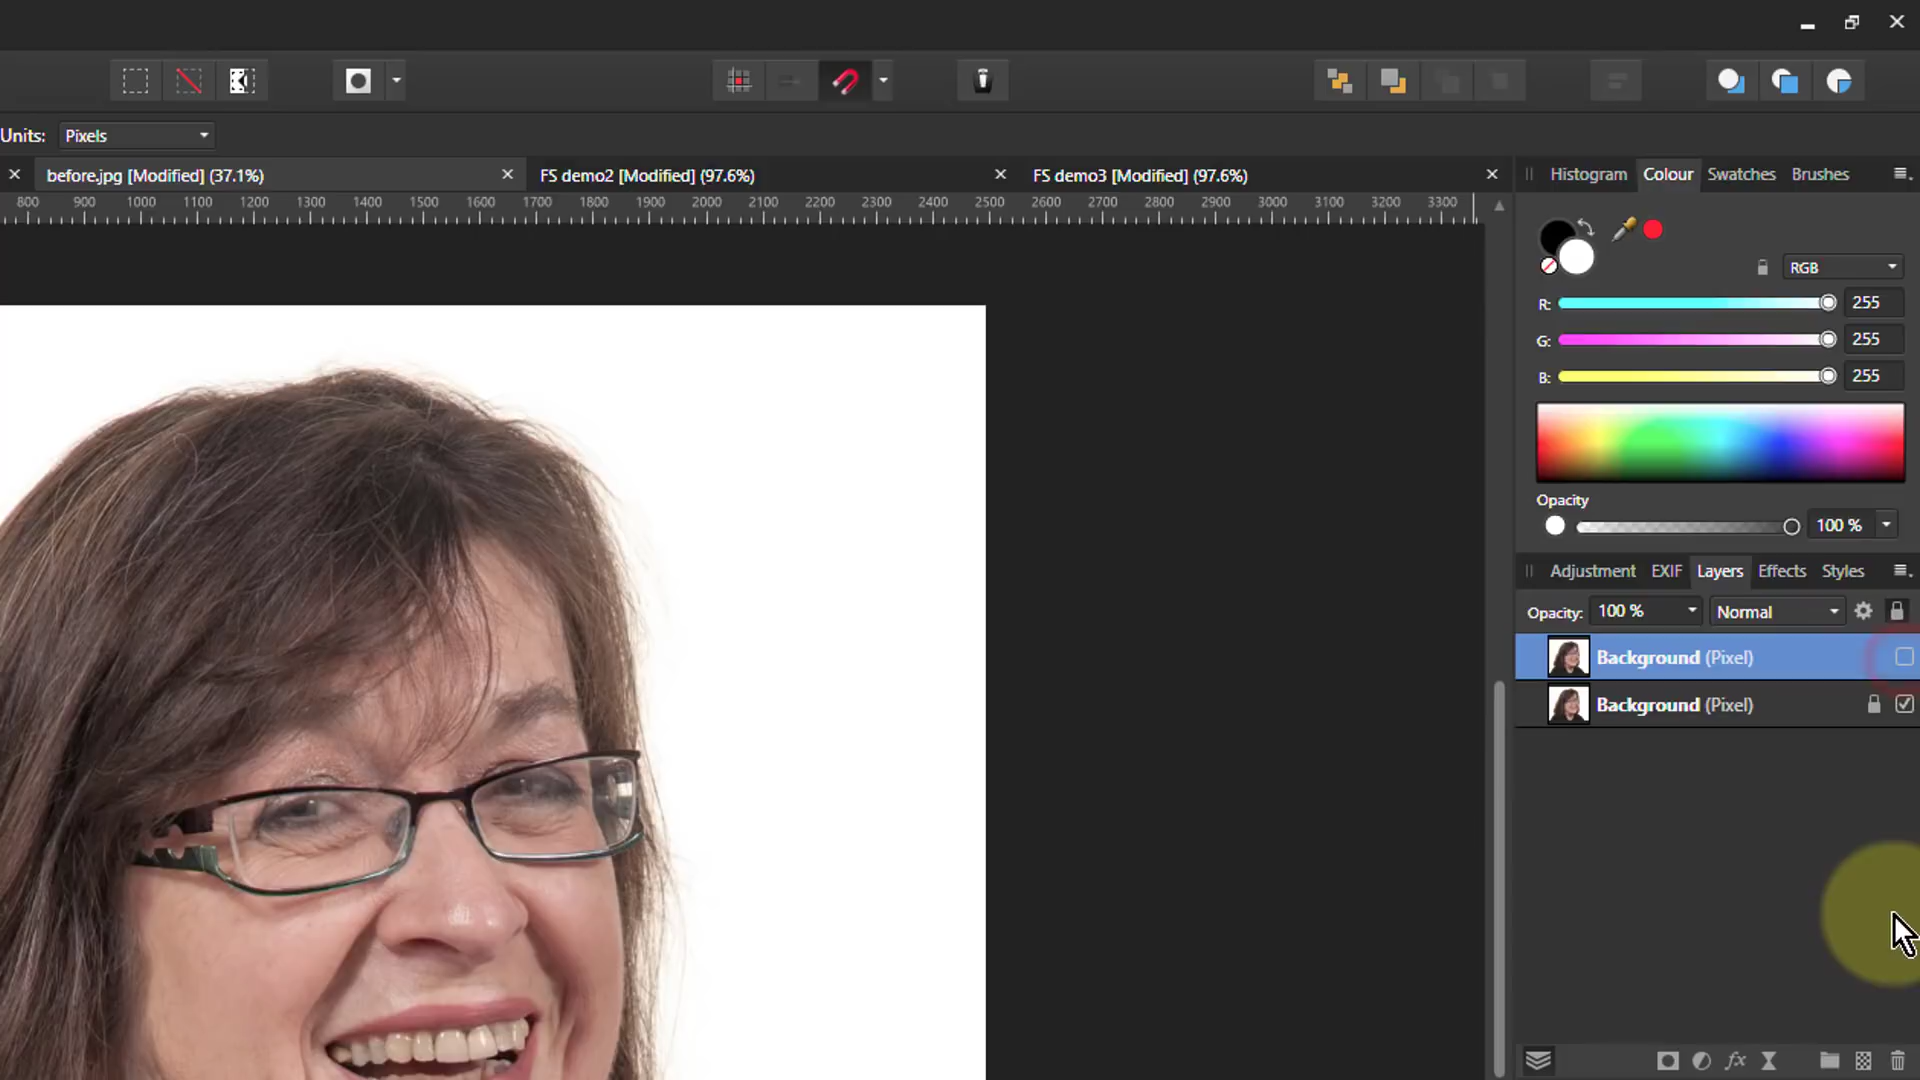 Units: Pixels
before.jpg [Modified] (37.1%) FS demo2 [Modified] (97.6%) FS demo3 [Modified] (97.6%)
800 900 1000 1100 1200 1300 1400 1500 1600 1700 1800 1900 2000 2100 2200 2300 2400 2500 2600 2700 2800 2900 3000 3100 3200 3300
Histogram Colour Swatches Brushes
RGB
R: 255
G: 255
B: 255
Opacity
100 %
Adjustment EXIF Layers Effects Styles
Opacity: 100 % Normal
Background (Pixel)
Background (Pixel)
fx